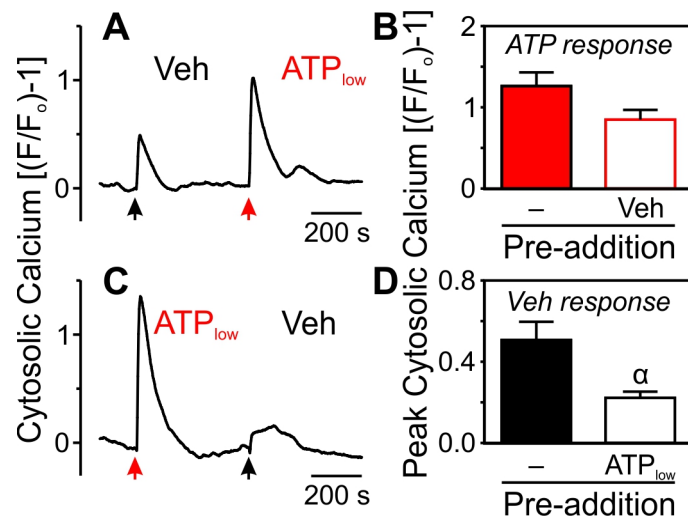 A
Veh
ATPlow
1
0
200 s
B
ATP response
2
1
0
–
Veh
Pre-addition
Cytosolic Calcium [(F/Fo)-1]
Peak Cytosolic Calcium [(F/Fo)-1]
C
ATPlow
Veh
1
0
200 s
D
Veh response
0.8
0.4
0.0
α
–
ATPlow
Pre-addition